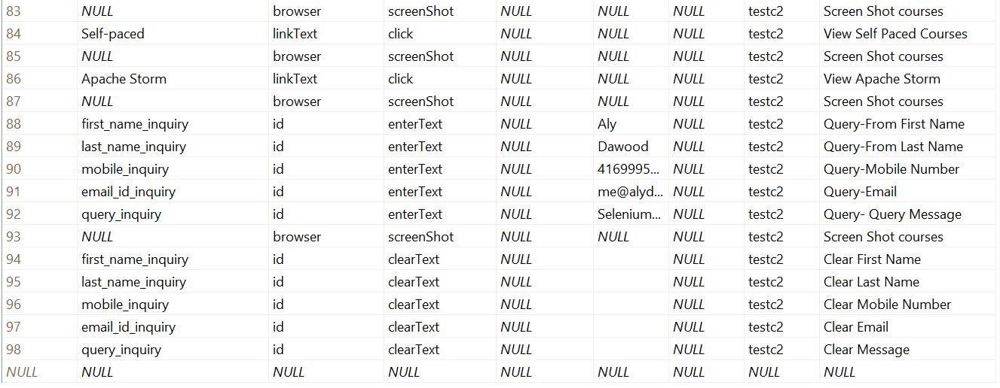 83 NULL browser screenShot NULL NULL NULL testc2 Screen Shot courses
84 Self-paced linkText click NULL NULL NULL testc2 View Self Paced Courses
85 NULL browser screenShot NULL NULL NULL testc2 Screen Shot courses
86 Apache Storm linkText click NULL NULL NULL testc2 View Apache Storm
87 NULL browser screenShot NULL NULL NULL testc2 Screen Shot courses
88 first_name_inquiry id enterText NULL Aly NULL testc2 Query-From First Name
89 last_name_inquiry id enterText NULL Dawood NULL testc2 Query-From Last Name
90 mobile_inquiry id enterText NULL 4169995... NULL testc2 Query-Mobile Number
91 email_id_inquiry id enterText NULL me@alyd... NULL testc2 Query-Email
92 query_inquiry id enterText NULL Selenium... NULL testc2 Query- Query Message
93 NULL browser screenShot NULL NULL NULL testc2 Screen Shot courses
94 first_name_inquiry id clearText NULL NULL testc2 Clear First Name
95 last_name_inquiry id clearText NULL NULL testc2 Clear Last Name
96 mobile_inquiry id clearText NULL NULL testc2 Clear Mobile Number
97 email_id_inquiry id clearText NULL NULL testc2 Clear Email
98 query_inquiry id clearText NULL NULL testc2 Clear Message
NULL NULL NULL NULL NULL NULL NULL NULL NULL